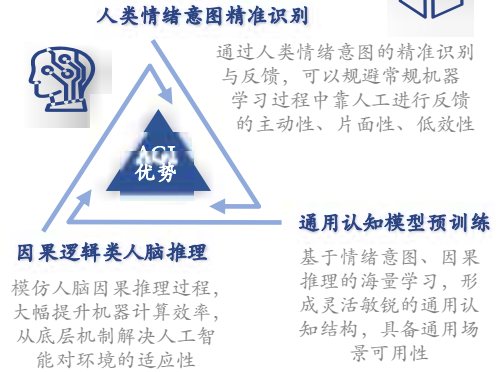 人类情绪意图精准识别
通过人类情绪意图的精准识别
与反馈，可以规避常规机器
学习过程中靠人工进行反馈
的主动性、片面性、低效性
AGI
优势
因果逻辑类人脑推理
模仿人脑因果推理过程，
大幅提升机器计算效率，
从底层机制解决人工智
能对环境的适应性
通用认知模型预训练
基于情绪意图、因果
推理的海量学习，形
成灵活敏锐的通用认
知结构，具备通用场
景可用性